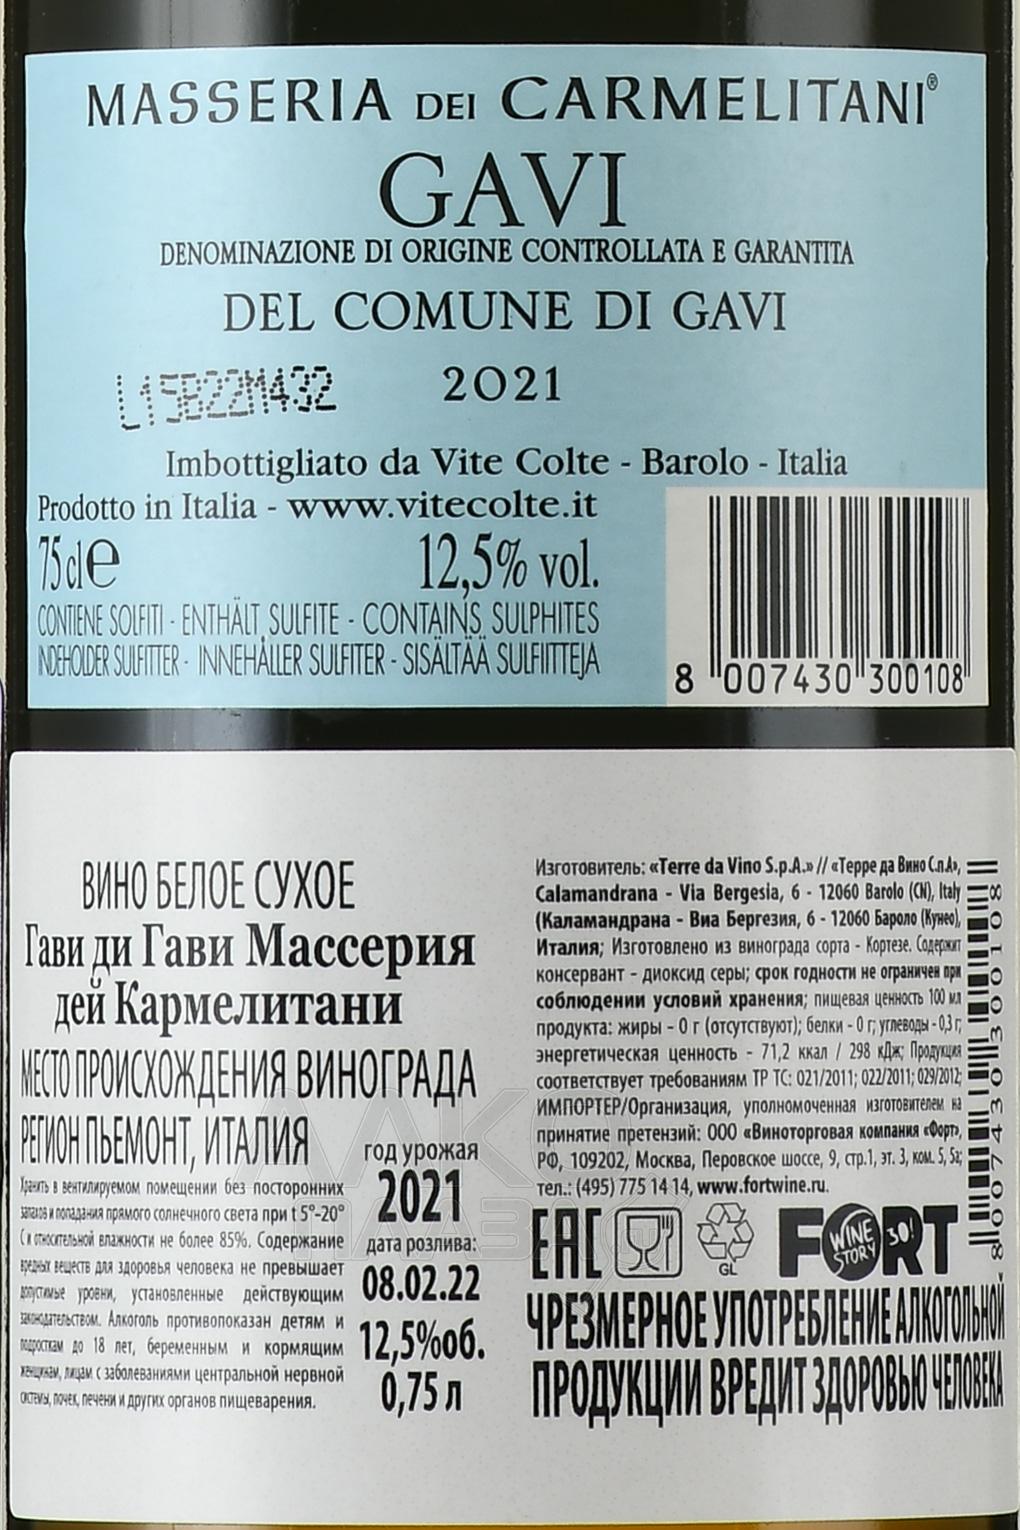 MASSERIA DEI CARMELITANI®
GAVI
DENOMINAZIONE DI ORIGINE CONTROLLATA E GARANTITA
DEL COMUNE DI GAVI
L15B22M432 2021
Imbottigliato da Vite Colte - Barolo - Italia
Prodotto in Italia - www.vitecolte.it
75 cl e 12,5% vol.
CONTIENE SOLFITI - ENTHÄLT SULFITE - CONTAINS SULPHITES
INDEHOLDER SULFITTER - INNEHÅLLER SULFITER - SISÄLTÄÄ SULFIITTEJA
8 007430 300108
ВИНО БЕЛОЕ СУХОЕ
Гави ди Гави Массерия
дей Кармелитани
МЕСТО ПРОИСХОЖДЕНИЯ ВИНОГРАДА
РЕГИОН ПЬЕМОНТ, ИТАЛИЯ
Хранить в вентилируемом помещении без посторонних
запахов и попадания прямого солнечного света при t 5°-20°
С и относительной влажности не более 85%. Содержание
вредных веществ для здоровья человека не превышает
допустимые уровни, установленные действующим
законодательством. Алкоголь противопоказан детям и
подросткам до 18 лет, беременным и кормящим
женщинам, лицам с заболеваниями центральной нервной
системы, почек, печени и других органов пищеварения.
год урожая
2021
дата розлива:
08.02.22
12,5%об.
0,75 л
Изготовитель: «Terre da Vino S.p.A.» // «Терре да Вино С.п.А»,
Calamandrana - Via Bergesia, 6 - 12060 Barolo (CN), Italy
(Каламандрана - Виа Бергезия, 6 - 12060 Бароло (Кунео),
Италия; Изготовлено из винограда сорта - Кортезе. Содержит
консервант - диоксид серы; срок годности не ограничен при
соблюдении условий хранения; пищевая ценность 100 мл
продукта: жиры - 0 г (отсутствуют); белки - 0 г; углеводы - 0,3 г;
энергетическая ценность - 71,2 ккал / 298 кДж; Продукция
соответствует требованиям ТР ТС: 021/2011; 022/2011; 029/2012;
ИМПОРТЕР/Организация, уполномоченная изготовителем на
принятие претензий: ООО «Виноторговая компания «Форт»,
РФ, 109202, Москва, Перовское шоссе, 9, стр.1, эт. 3, ком. 5, 5а;
тел.: (495) 775 14 14, www.fortwine.ru.
8007430300108
EAC GL FORT WINE STORY 30!
ЧРЕЗМЕРНОЕ УПОТРЕБЛЕНИЕ АЛКОГОЛЬНОЙ
ПРОДУКЦИИ ВРЕДИТ ЗДОРОВЬЮ ЧЕЛОВЕКА